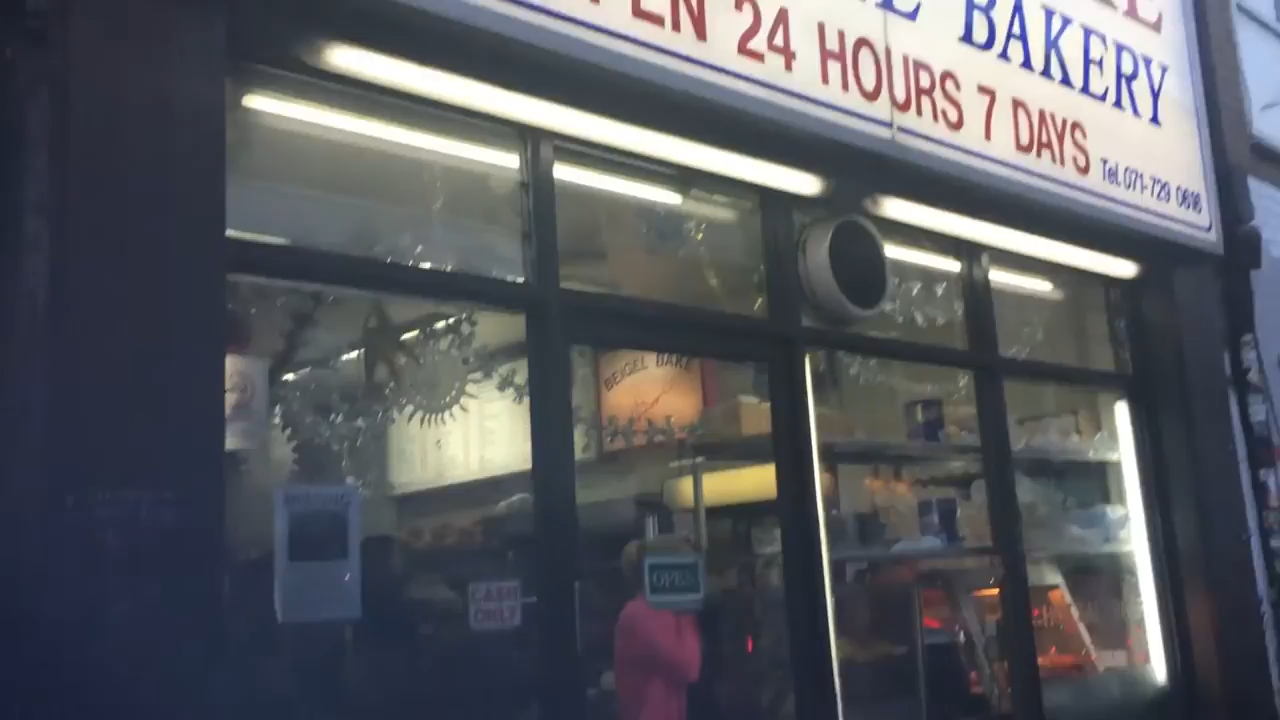 BAKERY
24 HOURS 7 DAYS
Tel. 071-729 0616
BEIGEL BAKE
OPEN
CASH
ONLY